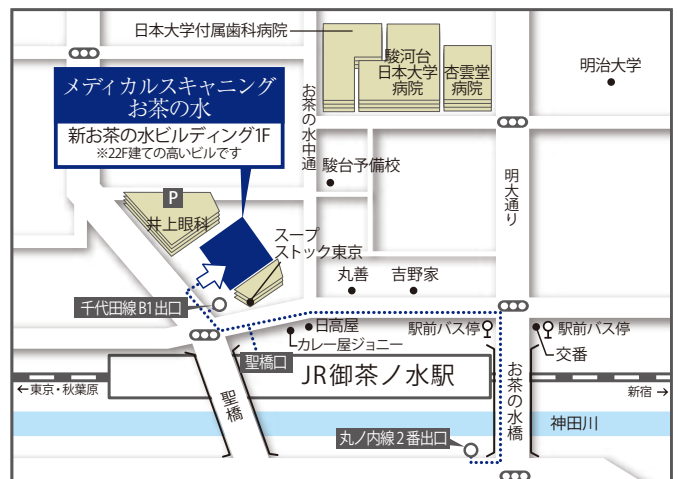 日本大学付属歯科病院
駿河台
日本大学
病院
杏雲堂
病院
明治大学
メディカルスキャニング
お茶の水
新お茶の水ビルディング1F
※22F建ての高いビルです
お茶の水中通
駿台予備校
明大通り
P
井上眼科
スープ
ストック東京
丸善
吉野家
千代田線B1出口
日高屋
カレー屋ジョニー
駅前バス停
駅前バス停
交番
聖橋口
JR御茶ノ水駅
←東京・秋葉原
新宿→
聖橋
お茶の水橋
神田川
丸ノ内線2番出口